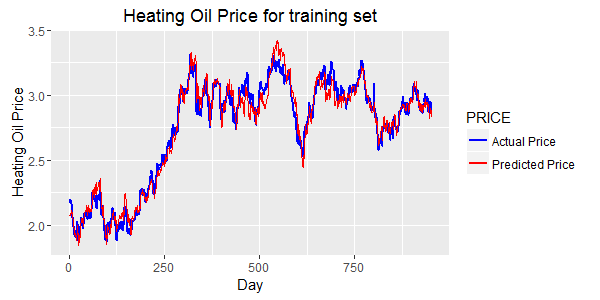 Heating Oil Price for training set
3.5
3.0
2.5
2.0
Heating Oil Price
0
250
500
750
Day
PRICE
Actual Price
Predicted Price